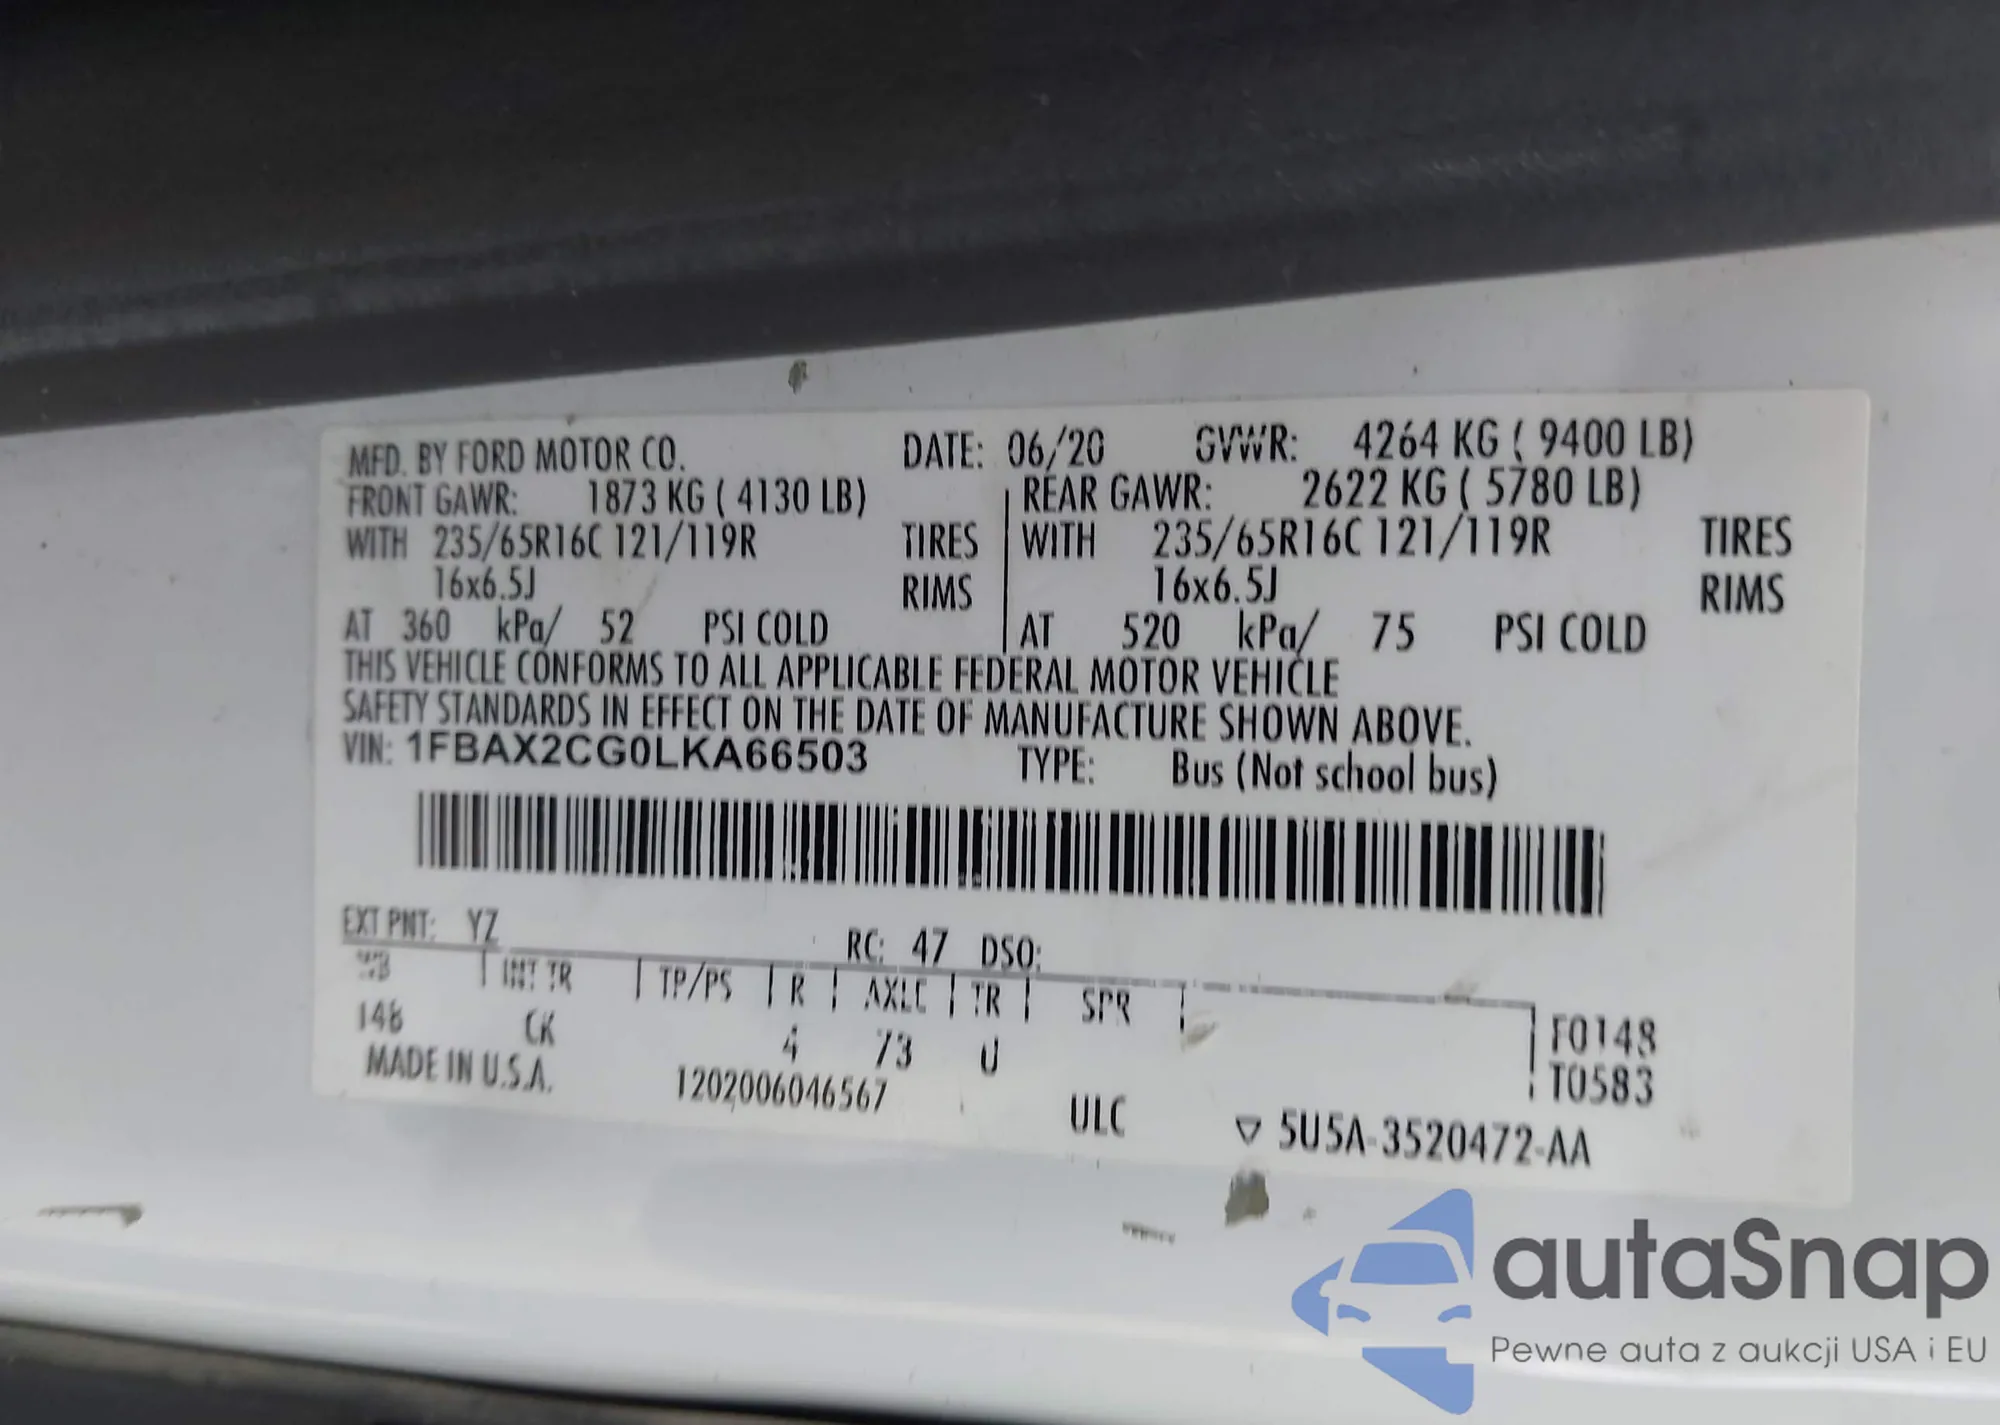 MFD. BY FORD MOTOR CO. DATE: 06/20 GVWR: 4264 KG ( 9400 LB)
FRONT GAWR: 1873 KG ( 4130 LB) REAR GAWR: 2622 KG ( 5780 LB)
WITH 235/65R16C 121/119R TIRES WITH 235/65R16C 121/119R TIRES
16x6.5J RIMS 16x6.5J RIMS
AT 360 kPa/ 52 PSI COLD AT 520 kPa/ 75 PSI COLD
THIS VEHICLE CONFORMS TO ALL APPLICABLE FEDERAL MOTOR VEHICLE
SAFETY STANDARDS IN EFFECT ON THE DATE OF MANUFACTURE SHOWN ABOVE.
VIN: 1FBAX2CG0LKA66503 TYPE: Bus (Not school bus)
EXT PNT: YZ RC: 47 DSO:
WB INT TR TP/PS R AXLE TR SPR F0148
148 CK 4 73 U T0583
MADE IN U.S.A. 1202006046567 ULC ▽ 5U5A-3520472-AA
autaSnap
Pewne auta z aukcji USA i EU